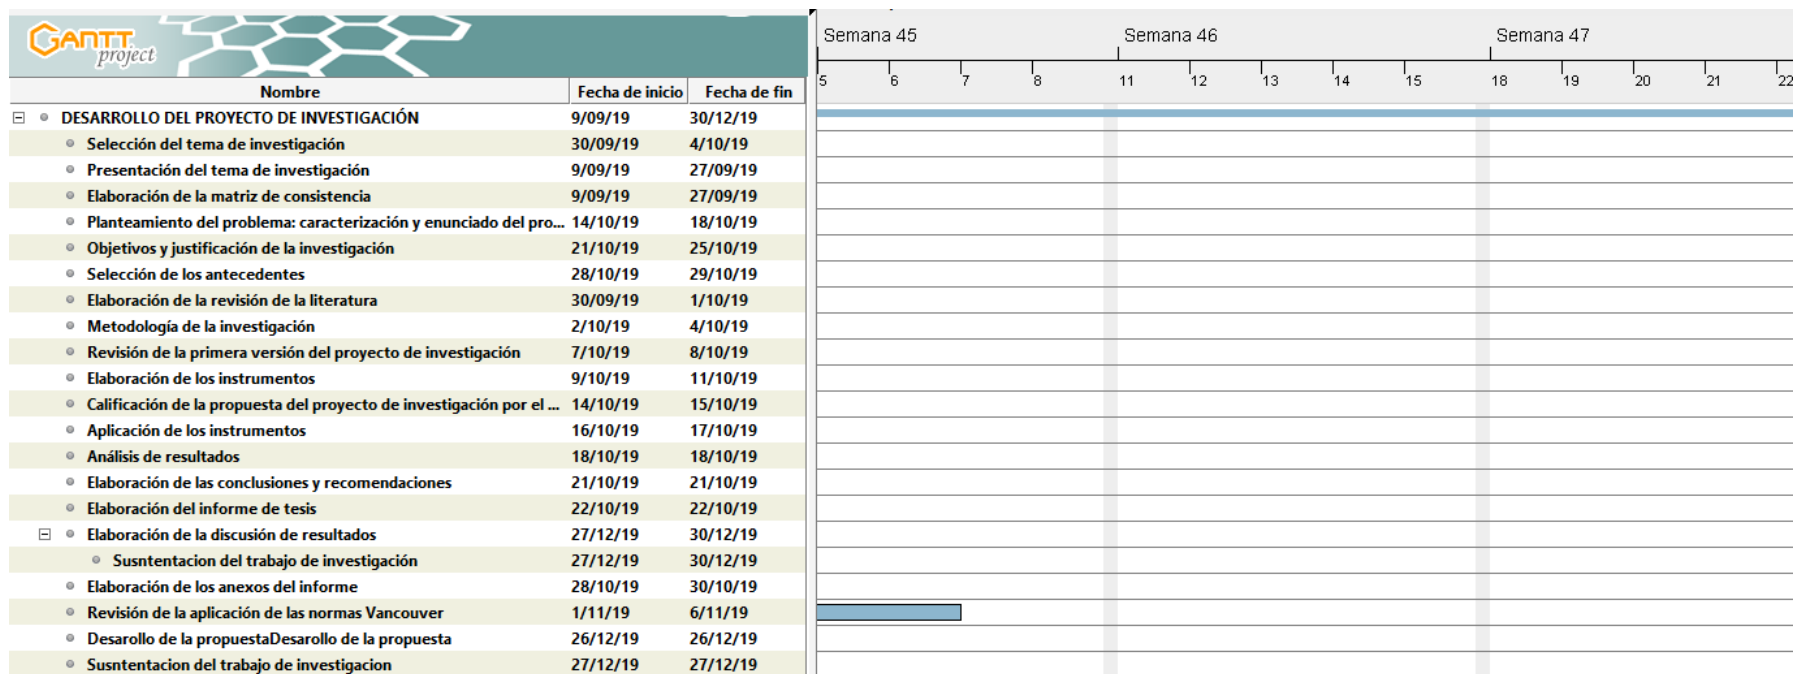 GANTT
project
Semana 45 Semana 46 Semana 47
5 6 7 8 11 12 13 14 15 18 19 20 21 22
Nombre Fecha de inicio Fecha de fin
DESARROLLO DEL PROYECTO DE INVESTIGACIÓN 9/09/19 30/12/19
Selección del tema de investigación 30/09/19 4/10/19
Presentación del tema de investigación 9/09/19 27/09/19
Elaboración de la matriz de consistencia 9/09/19 27/09/19
Planteamiento del problema: caracterización y enunciado del pro... 14/10/19 18/10/19
Objetivos y justificación de la investigación 21/10/19 25/10/19
Selección de los antecedentes 28/10/19 29/10/19
Elaboración de la revisión de la literatura 30/09/19 1/10/19
Metodología de la investigación 2/10/19 4/10/19
Revisión de la primera versión del proyecto de investigación 7/10/19 8/10/19
Elaboración de los instrumentos 9/10/19 11/10/19
Calificación de la propuesta del proyecto de investigación por el ... 14/10/19 15/10/19
Aplicación de los instrumentos 16/10/19 17/10/19
Análisis de resultados 18/10/19 18/10/19
Elaboración de las conclusiones y recomendaciones 21/10/19 21/10/19
Elaboración del informe de tesis 22/10/19 22/10/19
Elaboración de la discusión de resultados 27/12/19 30/12/19
Susntentacion del trabajo de investigación 27/12/19 30/12/19
Elaboración de los anexos del informe 28/10/19 30/10/19
Revisión de la aplicación de las normas Vancouver 1/11/19 6/11/19
Desarollo de la propuestaDesarollo de la propuesta 26/12/19 26/12/19
Susntentacion del trabajo de investigacion 27/12/19 27/12/19